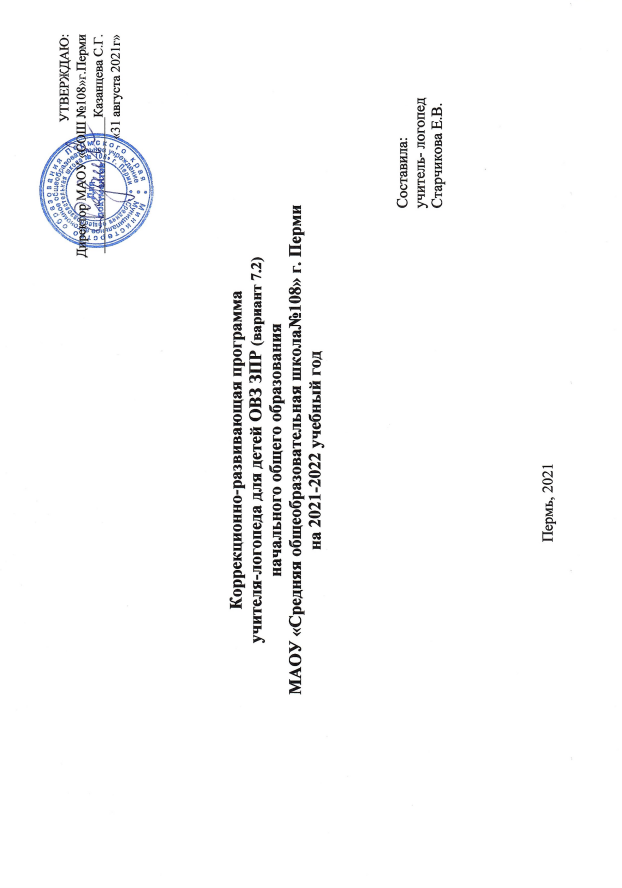 УТВЕРЖДАЮ:
Директор МАОУ «СОШ №108»г.Перми
Казанцева С.Г.
«31 августа 2021г»
Коррекционно-развивающая программа
учителя-логопеда для детей ОВЗ ЗПР (вариант 7.2)
начального общего образования
МАОУ «Средняя общеобразовательная школа№108» г. Перми
на 2021-2022 учебный год
Составила:
учитель- логопед
Старчикова Е.В.
Пермь, 2021